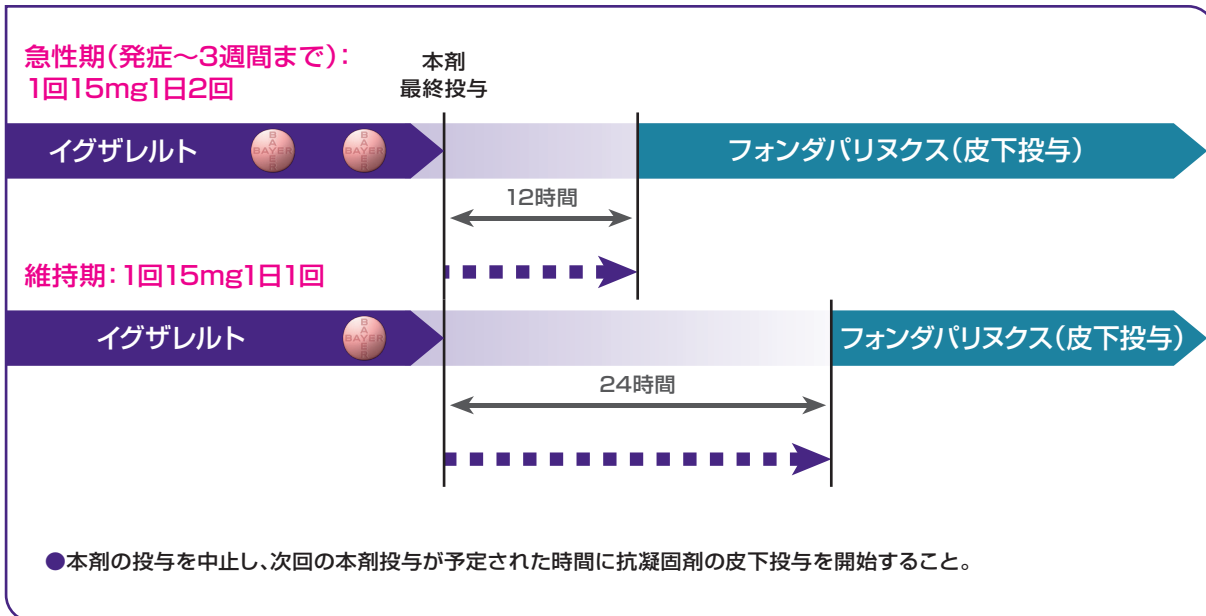 急性期(発症〜3週間まで)：
1回15mg1日2回
本剤
最終投与
イグザレルト
BAYER
BAYER
フォンダパリヌクス(皮下投与)
12時間
維持期：1回15mg1日1回
イグザレルト
BAYER
フォンダパリヌクス(皮下投与)
24時間
●本剤の投与を中止し、次回の本剤投与が予定された時間に抗凝固剤の皮下投与を開始すること。